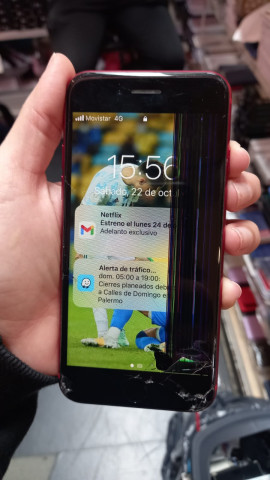 Movistar 4G
15:56
Sábado, 22 de oct
Netflix
Estreno el lunes 24 de
Adelanto exclusivo
Alerta de tráfico...
dom. 05:00 a 19:00
Cierres planeados deb
a Calles de Domingo e
Palermo